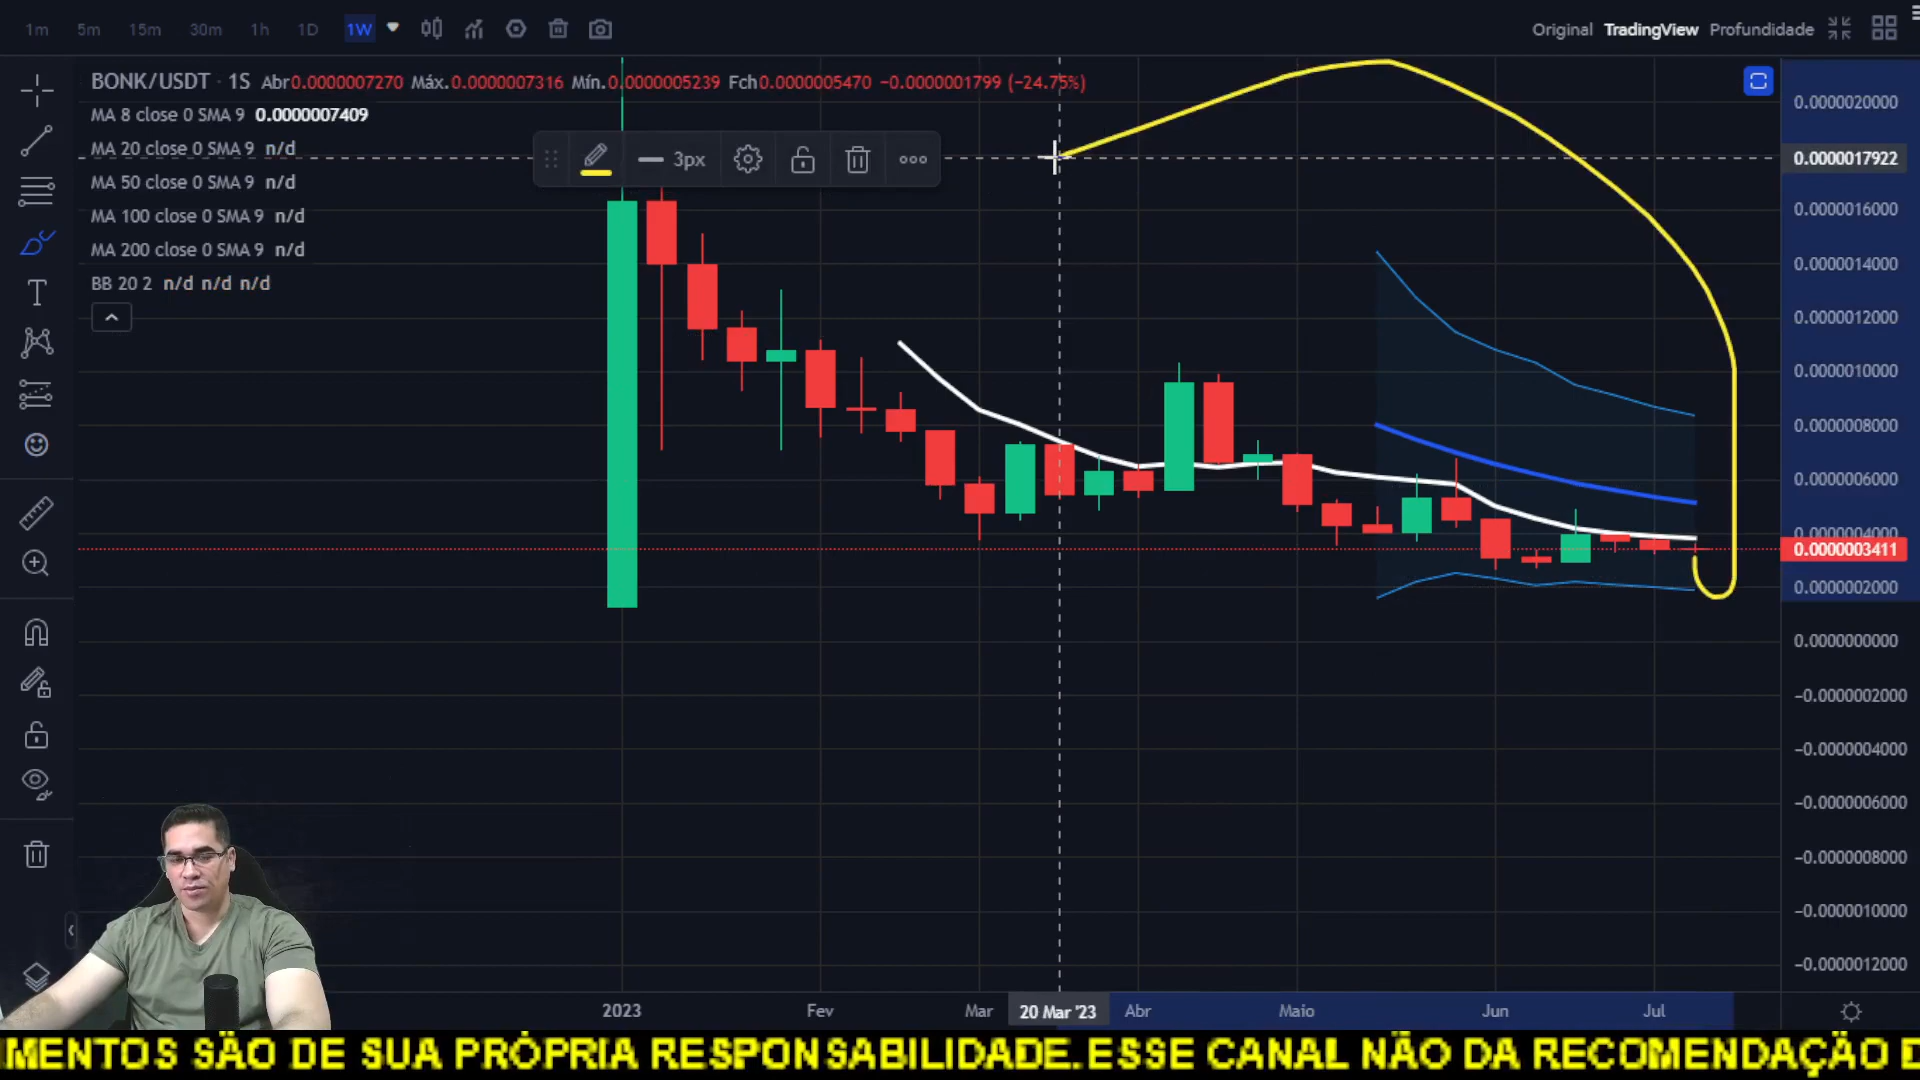 1m 5m 15m 30m 1h 1D 1W Original TradingView Profundidade
BONK/USDT · 1S Abr0.0000007270 Máx.0.0000007316 Mín.0.0000005239 Fch0.0000005470 −0.0000001799 (−24.75%)
MA 8 close 0 SMA 9 0.0000007409
MA 20 close 0 SMA 9 n/d
MA 50 close 0 SMA 9 n/d
MA 100 close 0 SMA 9 n/d
MA 200 close 0 SMA 9 n/d
BB 20 2 n/d n/d n/d
3px
0.0000020000
0.0000017922
0.0000016000
0.0000014000
0.0000012000
0.0000010000
0.0000008000
0.0000006000
0.0000004000
0.0000003411
0.0000002000
0.0000000000
−0.0000002000
−0.0000004000
−0.0000006000
−0.0000008000
−0.0000010000
−0.0000012000
2023 Fev Mar 20 Mar '23 Abr Maio Jun Jul
IMENTOS SÃO DE SUA PRÓPRIA RESPONSABILIDADE.ESSE CANAL NÃO DA RECOMENDAÇÃO D